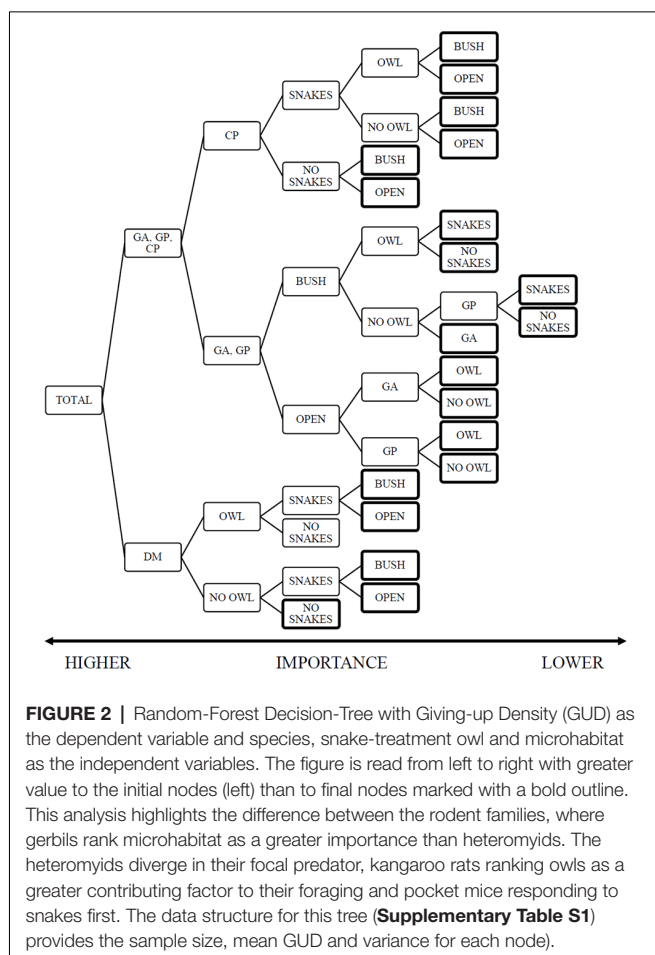 OWL
BUSH
OPEN
SNAKES
NO OWL
BUSH
OPEN
CP
NO
SNAKES
BUSH
OPEN
GA, GP,
CP
OWL
SNAKES
NO
SNAKES
BUSH
NO OWL
GP
SNAKES
NO
SNAKES
GA
GA, GP
OWL
GA
NO OWL
TOTAL
OPEN
OWL
GP
NO OWL
BUSH
SNAKES
OPEN
OWL
NO
SNAKES
DM
BUSH
SNAKES
NO OWL
OPEN
NO
SNAKES
HIGHER IMPORTANCE LOWER
FIGURE 2 | Random-Forest Decision-Tree with Giving-up Density (GUD) as
the dependent variable and species, snake-treatment owl and microhabitat
as the independent variables. The figure is read from left to right with greater
value to the initial nodes (left) than to final nodes marked with a bold outline.
This analysis highlights the difference between the rodent families, where
gerbils rank microhabitat as a greater importance than heteromyids. The
heteromyids diverge in their focal predator, kangaroo rats ranking owls as a
greater contributing factor to their foraging and pocket mice responding to
snakes first. The data structure for this tree (Supplementary Table S1)
provides the sample size, mean GUD and variance for each node).